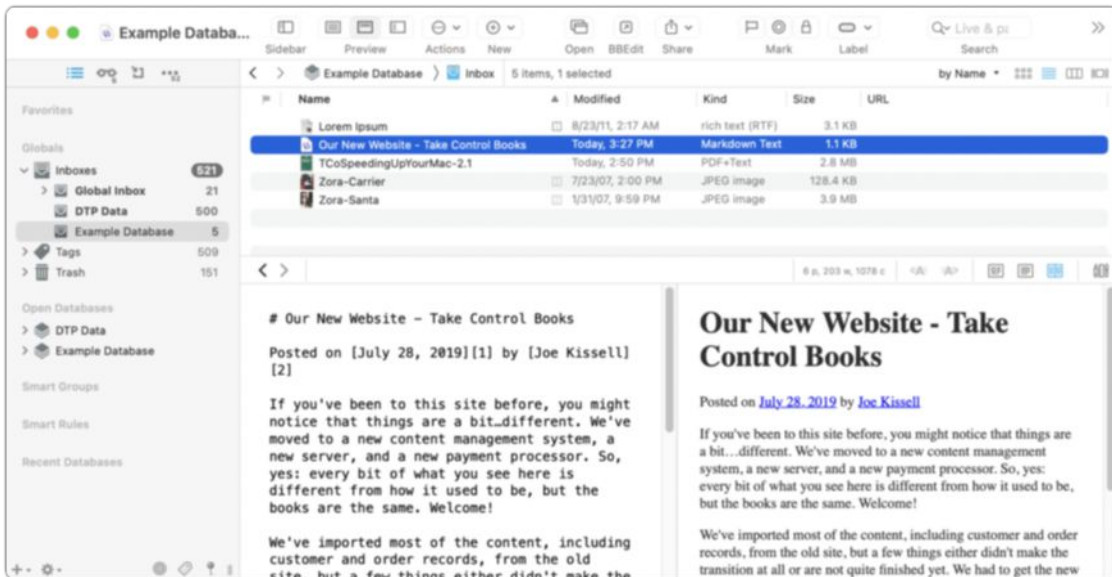 Example Databa...
Sidebar
Preview
Actions
New
Open
BBEdit
Share
Mark
Label
Live & pa
Search
Example Database
Inbox
5 items, 1 selected
by Name
Favorites
Globals
Inboxes 521
Global Inbox 21
DTP Data 500
Example Database 5
Tags 509
Trash 151
Open Databases
DTP Data
Example Database
Smart Groups
Smart Rules
Recent Databases
Name Modified Kind Size URL
Lorem Ipsum 8/23/11, 2:17 AM rich text (RTF) 3.1 KB
Our New Website - Take Control Books Today, 3:27 PM Markdown Text 1.1 KB
TCoSpeedingUpYourMac-2.1 Today, 2:50 PM PDF+Text 2.8 MB
Zora-Carrier 7/23/07, 2:00 PM JPEG image 128.4 KB
Zora-Santa 1/31/07, 9:59 PM JPEG image 3.9 MB
6 p, 203 w, 1078 c
# Our New Website - Take Control Books
Posted on [July 28, 2019][1] by [Joe Kissell]
[2]
If you've been to this site before, you might
notice that things are a bit…different. We've
moved to a new content management system, a
new server, and a new payment processor. So,
yes: every bit of what you see here is
different from how it used to be, but the
books are the same. Welcome!
We've imported most of the content, including
customer and order records, from the old
site, but a few things either didn't make the
Our New Website - Take
Control Books
Posted on July 28, 2019 by Joe Kissell
If you've been to this site before, you might notice that things are
a bit…different. We've moved to a new content management
system, a new server, and a new payment processor. So, yes:
every bit of what you see here is different from how it used to be,
but the books are the same. Welcome!
We've imported most of the content, including customer and order
records, from the old site, but a few things either didn't make the
transition at all or are not quite finished yet. We had to get the new